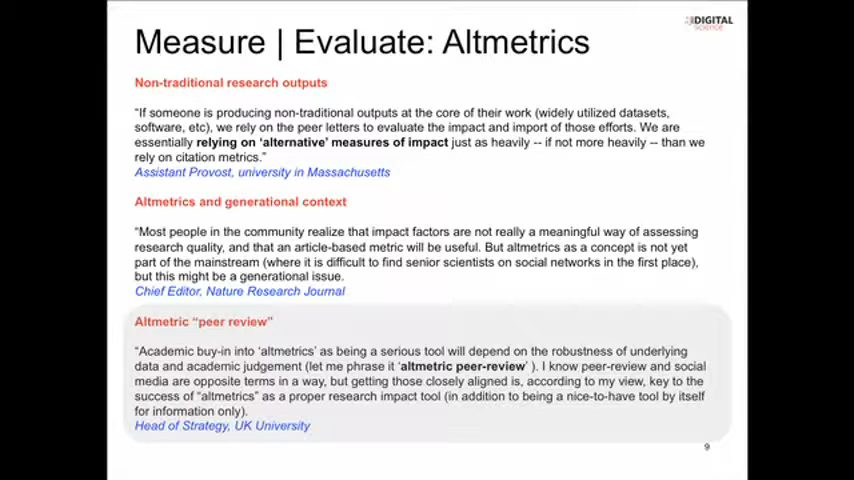 DIGITAL
science
Measure | Evaluate: Altmetrics
Non-traditional research outputs
“If someone is producing non-traditional outputs at the core of their work (widely utilized datasets,
software, etc), we rely on the peer letters to evaluate the impact and import of those efforts. We are
essentially relying on ‘alternative’ measures of impact just as heavily -- if not more heavily -- than we
rely on citation metrics.”
Assistant Provost, university in Massachusetts
Altmetrics and generational context
“Most people in the community realize that impact factors are not really a meaningful way of assessing
research quality, and that an article-based metric will be useful. But altmetrics as a concept is not yet
part of the mainstream (where it is difficult to find senior scientists on social networks in the first place),
but this might be a generational issue.
Chief Editor, Nature Research Journal
Altmetric “peer review”
“Academic buy-in into ‘altmetrics’ as being a serious tool will depend on the robustness of underlying
data and academic judgement (let me phrase it ‘altmetric peer-review’ ). I know peer-review and social
media are opposite terms in a way, but getting those closely aligned is, according to my view, key to the
success of “altmetrics” as a proper research impact tool (in addition to being a nice-to-have tool by itself
for information only).
Head of Strategy, UK University
9